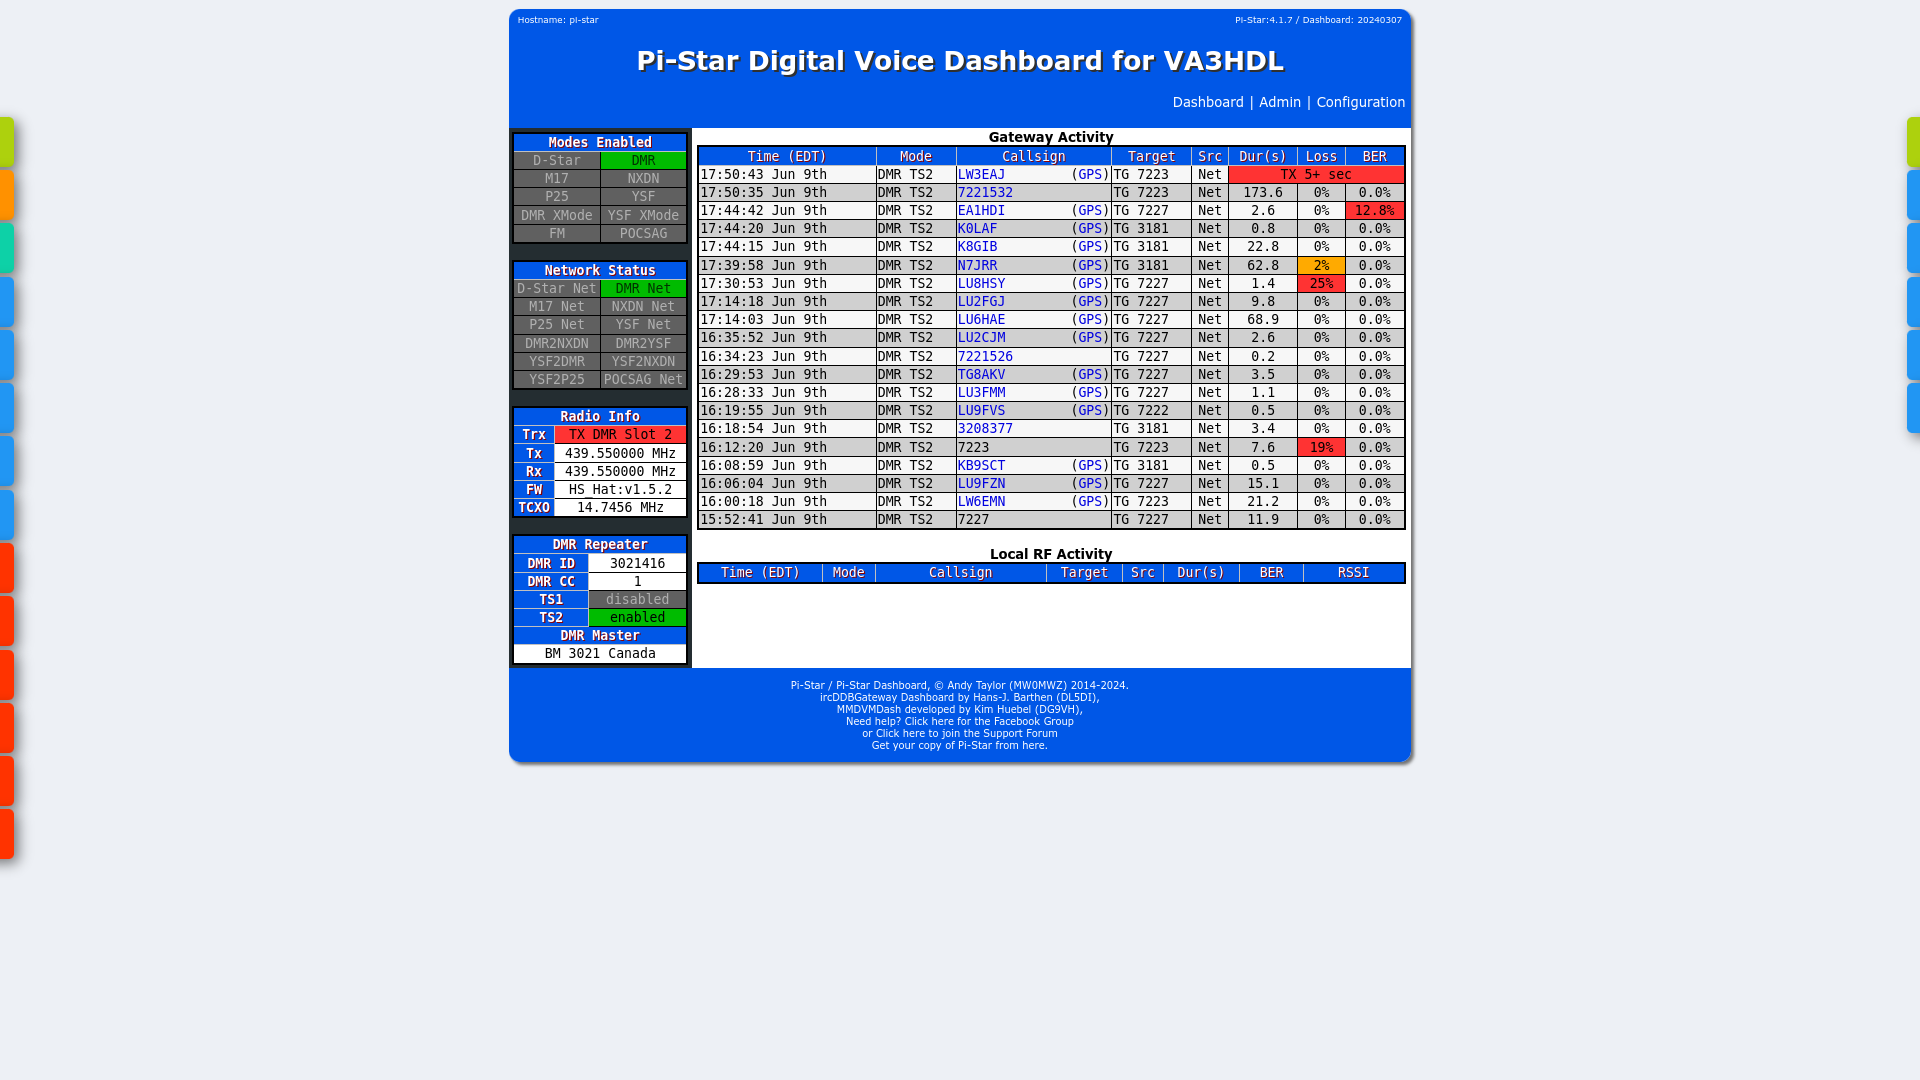 Hostname: pi-star
Pi-Star:4.1.7 / Dashboard: 20240307
Pi-Star Digital Voice Dashboard for VA3HDL
Dashboard | Admin | Configuration
Modes Enabled
D-Star DMR
M17 NXDN
P25 YSF
DMR XMode YSF XMode
FM POCSAG
Network Status
D-Star Net DMR Net
M17 Net NXDN Net
P25 Net YSF Net
DMR2NXDN DMR2YSF
YSF2DMR YSF2NXDN
YSF2P25 POCSAG Net
Radio Info
Trx TX DMR Slot 2
Tx 439.550000 MHz
Rx 439.550000 MHz
FW HS_Hat:v1.5.2
TCXO 14.7456 MHz
DMR Repeater
DMR ID 3021416
DMR CC 1
TS1 disabled
TS2 enabled
DMR Master
BM 3021 Canada
Gateway Activity
Time (EDT) Mode Callsign Target Src Dur(s) Loss BER
17:50:43 Jun 9th DMR TS2 LW3EAJ (GPS) TG 7223 Net TX 5+ sec
17:50:35 Jun 9th DMR TS2 7221532 TG 7223 Net 173.6 0% 0.0%
17:44:42 Jun 9th DMR TS2 EA1HDI (GPS) TG 7227 Net 2.6 0% 12.8%
17:44:20 Jun 9th DMR TS2 K0LAF (GPS) TG 3181 Net 0.8 0% 0.0%
17:44:15 Jun 9th DMR TS2 K8GIB (GPS) TG 3181 Net 22.8 0% 0.0%
17:39:58 Jun 9th DMR TS2 N7JRR (GPS) TG 3181 Net 62.8 2% 0.0%
17:30:53 Jun 9th DMR TS2 LU8HSY (GPS) TG 7227 Net 1.4 25% 0.0%
17:14:18 Jun 9th DMR TS2 LU2FGJ (GPS) TG 7227 Net 9.8 0% 0.0%
17:14:03 Jun 9th DMR TS2 LU6HAE (GPS) TG 7227 Net 68.9 0% 0.0%
16:35:52 Jun 9th DMR TS2 LU2CJM (GPS) TG 7227 Net 2.6 0% 0.0%
16:34:23 Jun 9th DMR TS2 7221526 TG 7227 Net 0.2 0% 0.0%
16:29:53 Jun 9th DMR TS2 TG8AKV (GPS) TG 7227 Net 3.5 0% 0.0%
16:28:33 Jun 9th DMR TS2 LU3FMM (GPS) TG 7227 Net 1.1 0% 0.0%
16:19:55 Jun 9th DMR TS2 LU9FVS (GPS) TG 7222 Net 0.5 0% 0.0%
16:18:54 Jun 9th DMR TS2 3208377 TG 3181 Net 3.4 0% 0.0%
16:12:20 Jun 9th DMR TS2 7223 TG 7223 Net 7.6 19% 0.0%
16:08:59 Jun 9th DMR TS2 KB9SCT (GPS) TG 3181 Net 0.5 0% 0.0%
16:06:04 Jun 9th DMR TS2 LU9FZN (GPS) TG 7227 Net 15.1 0% 0.0%
16:00:18 Jun 9th DMR TS2 LW6EMN (GPS) TG 7223 Net 21.2 0% 0.0%
15:52:41 Jun 9th DMR TS2 7227 TG 7227 Net 11.9 0% 0.0%
Local RF Activity
Time (EDT) Mode Callsign Target Src Dur(s) BER RSSI
Pi-Star / Pi-Star Dashboard, © Andy Taylor (MW0MWZ) 2014-2024.
ircDDBGateway Dashboard by Hans-J. Barthen (DL5DI),
MMDVMDash developed by Kim Huebel (DG9VH),
Need help? Click here for the Facebook Group
or Click here to join the Support Forum
Get your copy of Pi-Star from here.